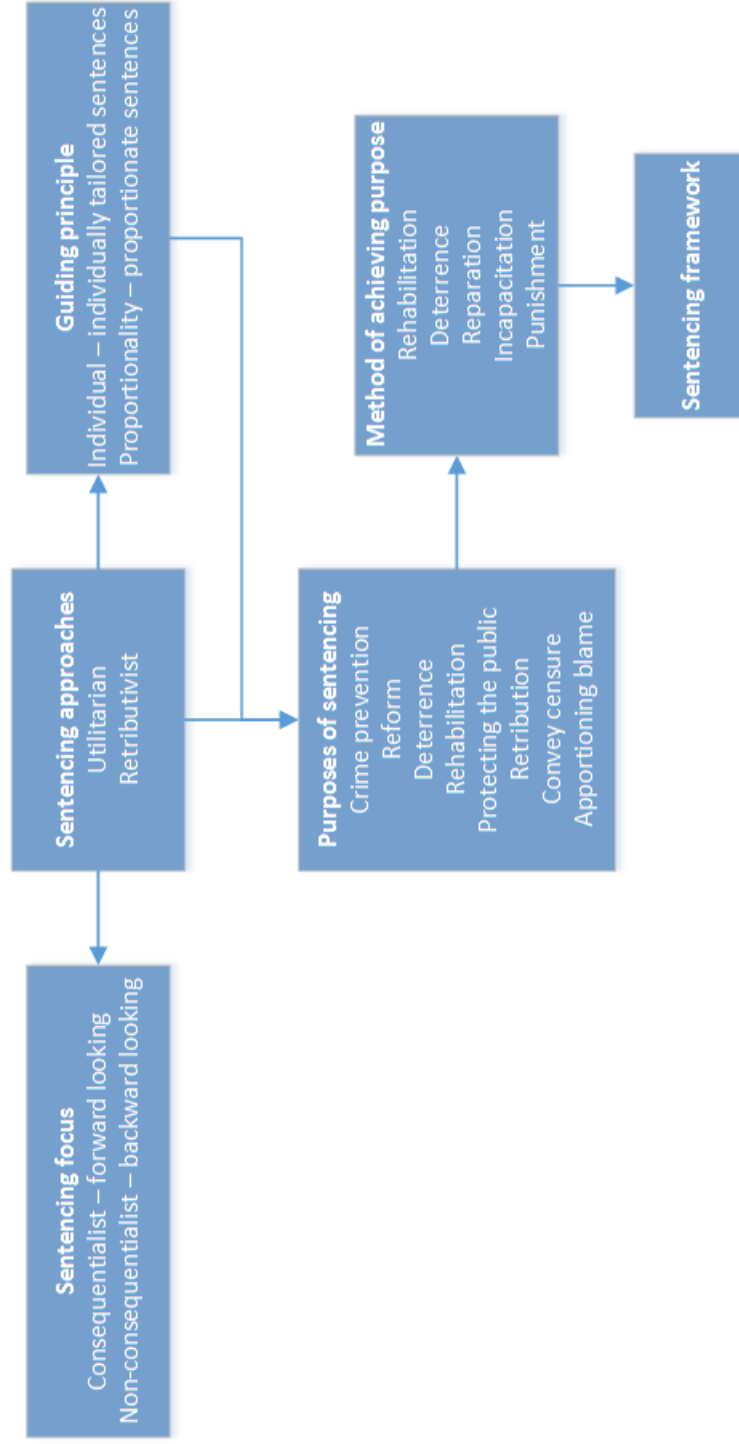 Sentencing focus
Consequentialist – forward looking
Non-consequentialist – backward looking
Sentencing approaches
Utilitarian
Retributivist
Guiding principle
Individual – individually tailored sentences
Proportionality – proportionate sentences
Purposes of sentencing
Crime prevention
Reform
Deterrence
Rehabilitation
Protecting the public
Retribution
Convey censure
Apportioning blame
Method of achieving purpose
Rehabilitation
Deterrence
Reparation
Incapacitation
Punishment
Sentencing framework